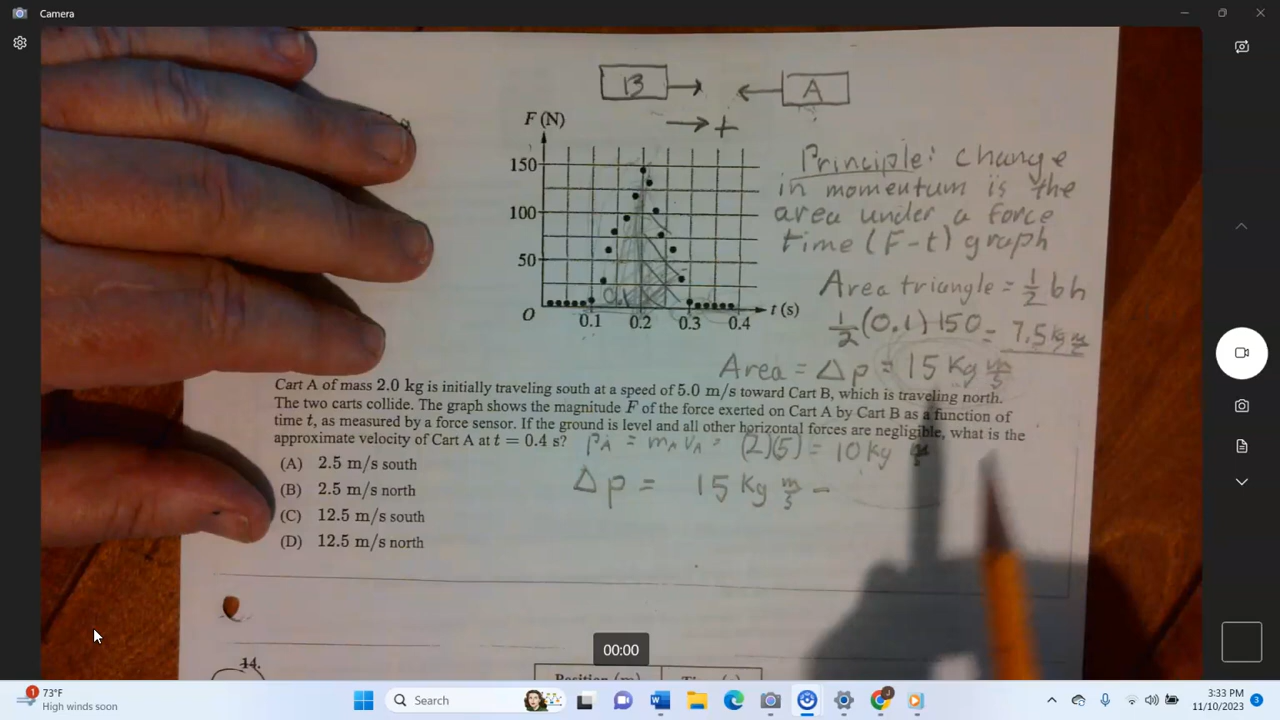 Camera
B
A
+
F (N)
150
100
50
O
0.1
0.2
0.3
0.4
t (s)
Principle: change
in momentum is the
area under a force
time (F-t) graph
Area triangle = 1/2 bh
1/2 (0.1) 150 = 7.5 kg m/s
Area = Δp = 15 Kg m/s
Cart A of mass 2.0 kg is initially traveling south at a speed of 5.0 m/s toward Cart B, which is traveling north.
The two carts collide. The graph shows the magnitude F of the force exerted on Cart A by Cart B as a function of
time t, as measured by a force sensor. If the ground is level and all other horizontal forces are negligible, what is the
approximate velocity of Cart A at t = 0.4 s?
PA = mA VA = (2)(5) = 10 kg
(A) 2.5 m/s south
Δp = 15 Kg m/s -
(B) 2.5 m/s north
(C) 12.5 m/s south
(D) 12.5 m/s north
00:00
14.
1
73°F
High winds soon
Search
3:33 PM
11/10/2023
3